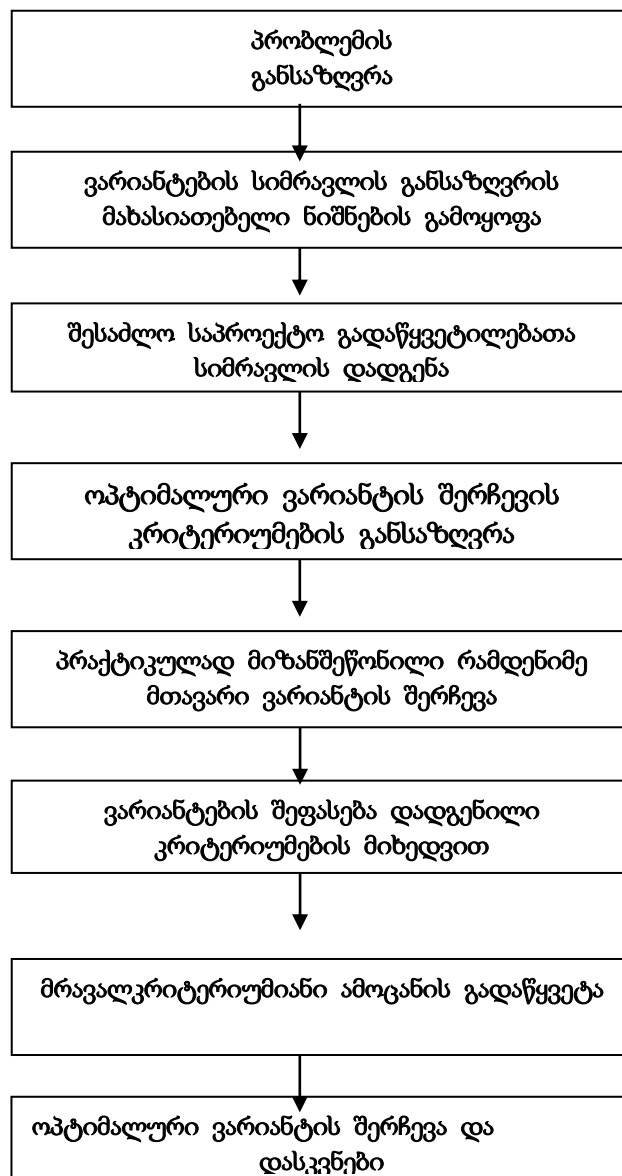 პრობლემის
განსაზღვრა
ვარიანტების სიმრავლის განსაზღვრის
მახასიათებელი ნიშნების გამოყოფა
შესაძლო საპროექტო გადაწყვეტილებათა
სიმრავლის დადგენა
ოპტიმალური ვარიანტის შერჩევის
კრიტერიუმების განსაზღვრა
პრაქტიკულად მიზანშეწონილი რამდენიმე
მთავარი ვარიანტის შერჩევა
ვარიანტების შეფასება დადგენილი
კრიტერიუმების მიხედვით
მრავალკრიტერიუმიანი ამოცანის გადაწყვეტა
ოპტიმალური ვარიანტის შერჩევა და
დასკვნები